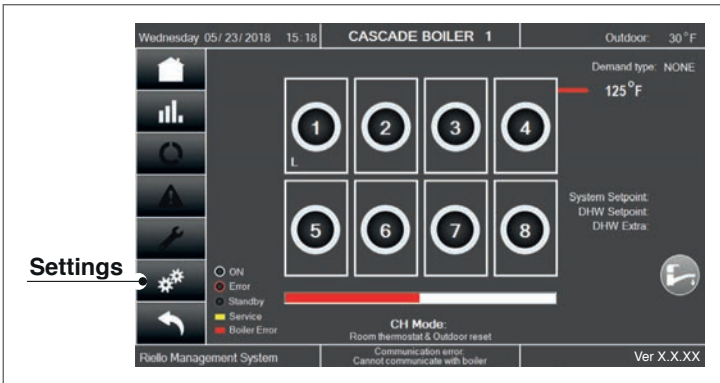 Wednesday 05/23/2018 15:18 CASCADE BOILER 1 Outdoor: 30°F
Demand type: NONE
125°F
1 2 3 4
L
System Setpoint:
DHW Setpoint:
DHW Extra:
5 6 7 8
Settings
ON
Error
Standby
Service
Boiler Error
CH Mode:
Room thermostat & Outdoor reset
Riello Management System
Communication error:
Cannot communicate with boiler
Ver X.X.XX